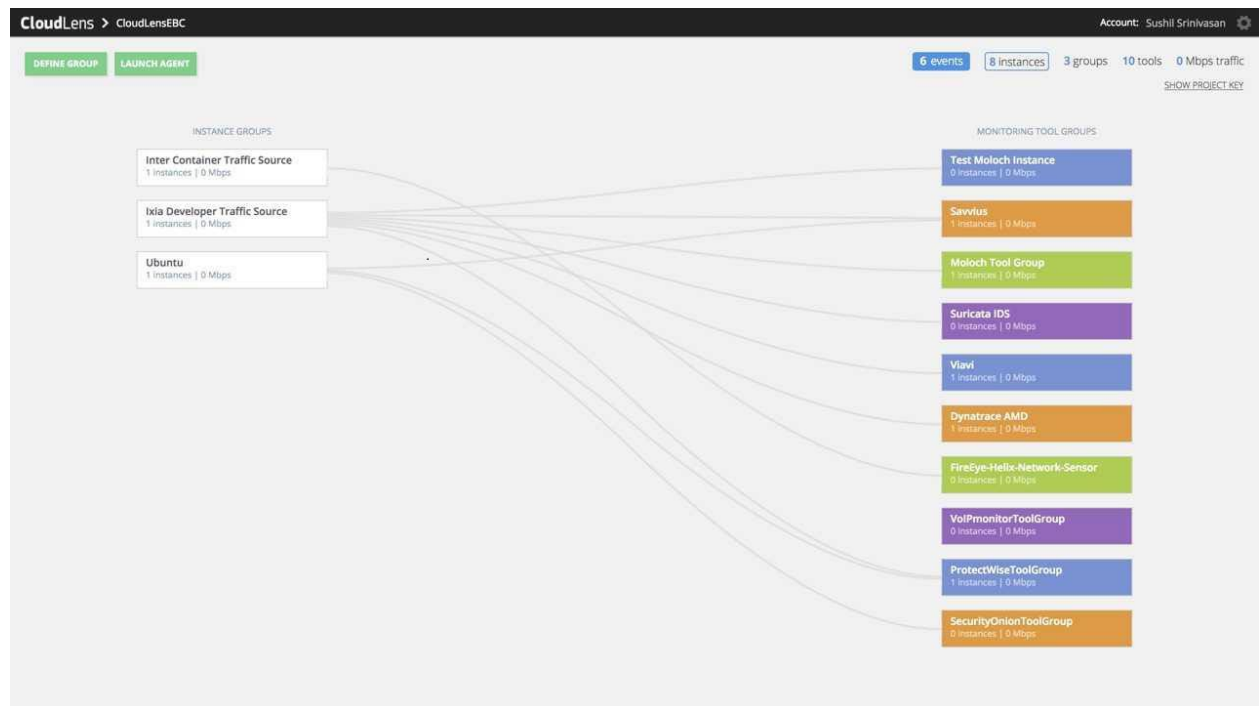 CloudLens > CloudLensEBC
Account: Sushil Srinivasan
DEFINE GROUP
LAUNCH AGENT
6 events
8 instances
3 groups
10 tools
0 Mbps traffic
SHOW PROJECT KEY
INSTANCE GROUPS
Inter Container Traffic Source
1 instances | 0 Mbps
Ixia Developer Traffic Source
1 instances | 0 Mbps
Ubuntu
1 instances | 0 Mbps
MONITORING TOOL GROUPS
Test Moloch Instance
0 instances | 0 Mbps
Savvius
1 instances | 0 Mbps
Moloch Tool Group
1 instances | 0 Mbps
Suricata IDS
0 instances | 0 Mbps
Viavi
1 instances | 0 Mbps
Dynatrace AMD
1 instances | 0 Mbps
FireEye-Helix-Network-Sensor
0 instances | 0 Mbps
VoIPmonitorToolGroup
0 instances | 0 Mbps
ProtectWiseToolGroup
1 instances | 0 Mbps
SecurityOnionToolGroup
0 instances | 0 Mbps